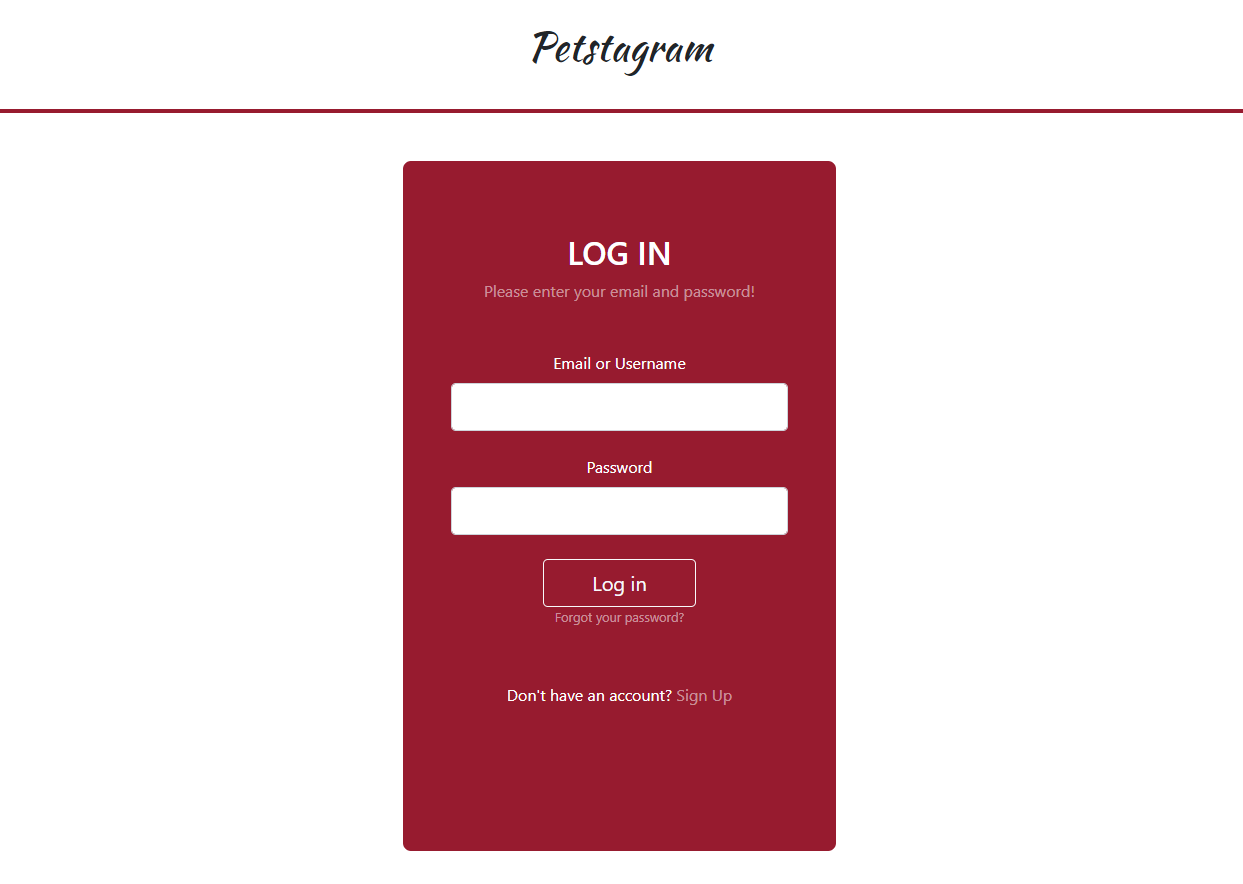 Petstagram
LOG IN
Please enter your email and password!
Email or Username
Password
Log in
Forgot your password?
Don't have an account? Sign Up